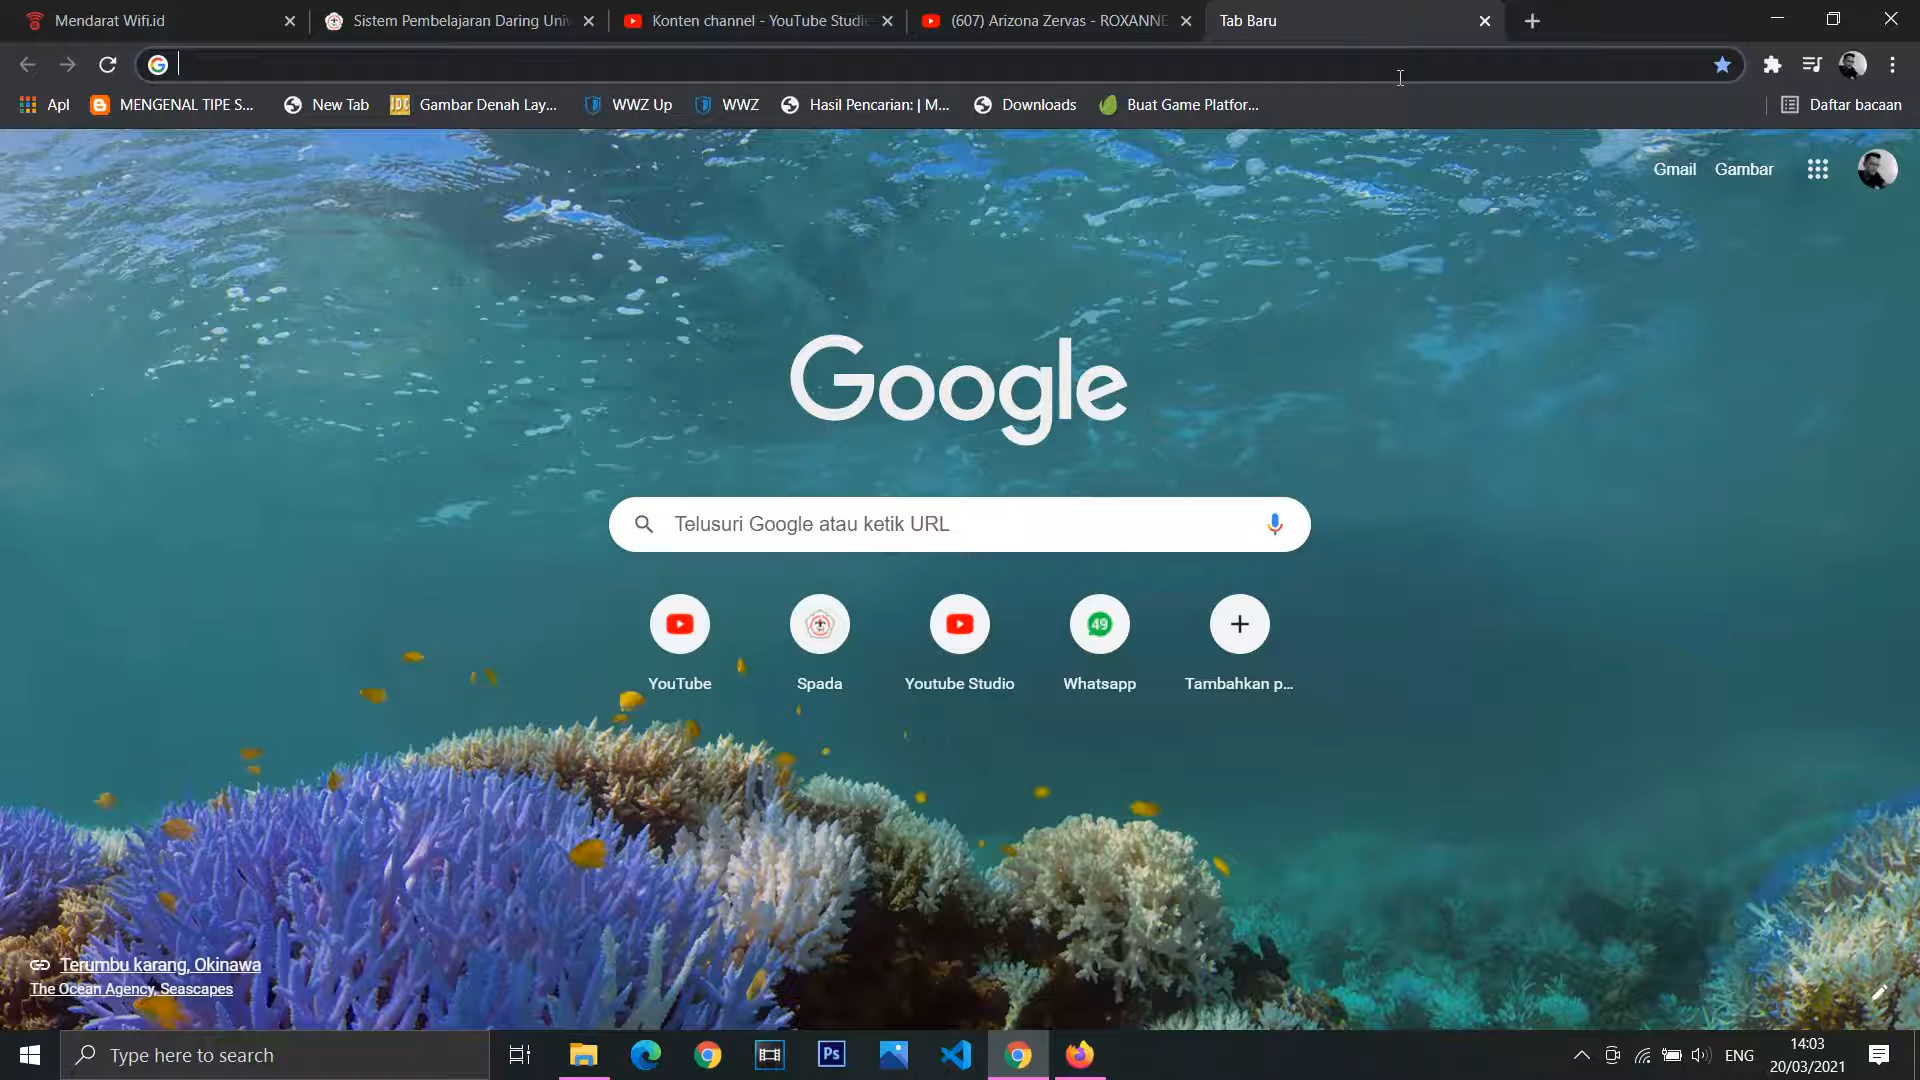 Mendarat Wifi.id
Sistem Pembelajaran Daring Univ
Konten channel - YouTube Studio
(607) Arizona Zervas - ROXANNE
Tab Baru
Apl
MENGENAL TIPE S...
New Tab
Gambar Denah Lay...
WWZ Up
WWZ
Hasil Pencarian: | M...
Downloads
Buat Game Platfor...
Daftar bacaan
Gmail
Gambar
Google
Telusuri Google atau ketik URL
49
YouTube
Spada
Youtube Studio
Whatsapp
Tambahkan p...
Terumbu karang, Okinawa
The Ocean Agency, Seascapes
Type here to search
Ps
ENG
14:03
20/03/2021